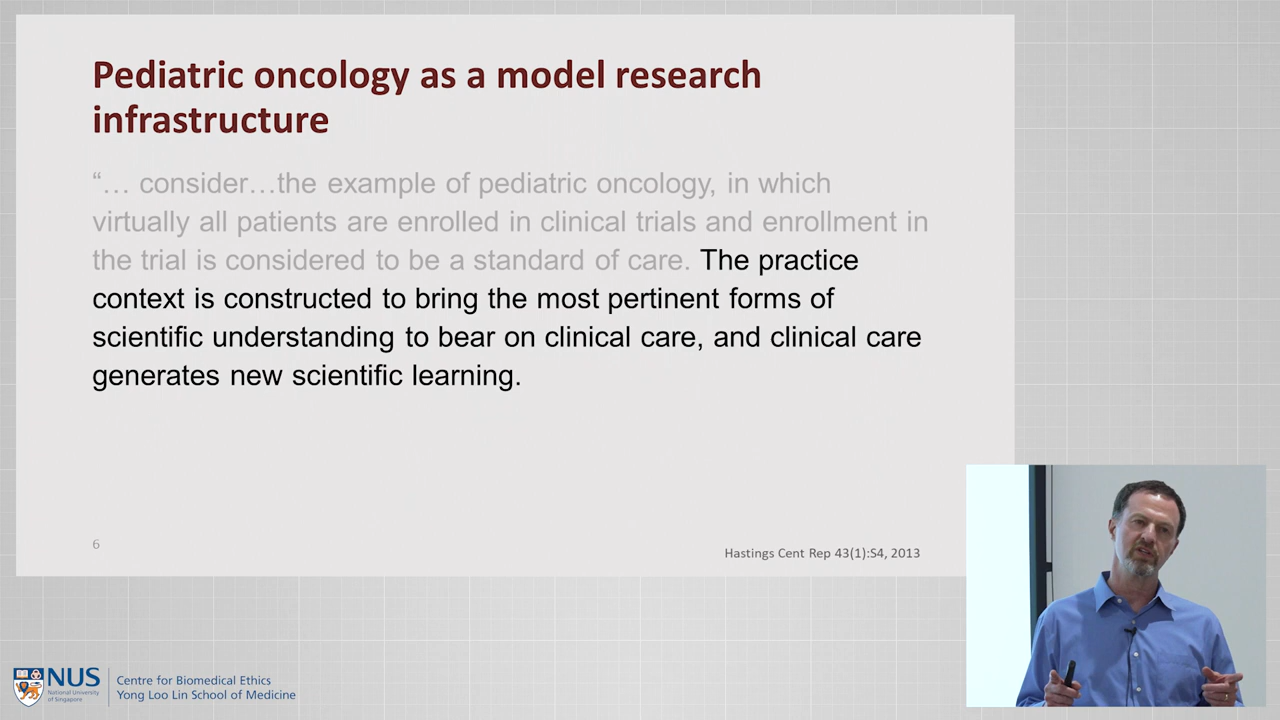 Pediatric oncology as a model research
infrastructure
“… consider…the example of pediatric oncology, in which
virtually all patients are enrolled in clinical trials and enrollment in
the trial is considered to be a standard of care. The practice
context is constructed to bring the most pertinent forms of
scientific understanding to bear on clinical care, and clinical care
generates new scientific learning.
6
Hastings Cent Rep 43(1):S4, 2013
NUS
National University
of Singapore
Centre for Biomedical Ethics
Yong Loo Lin School of Medicine